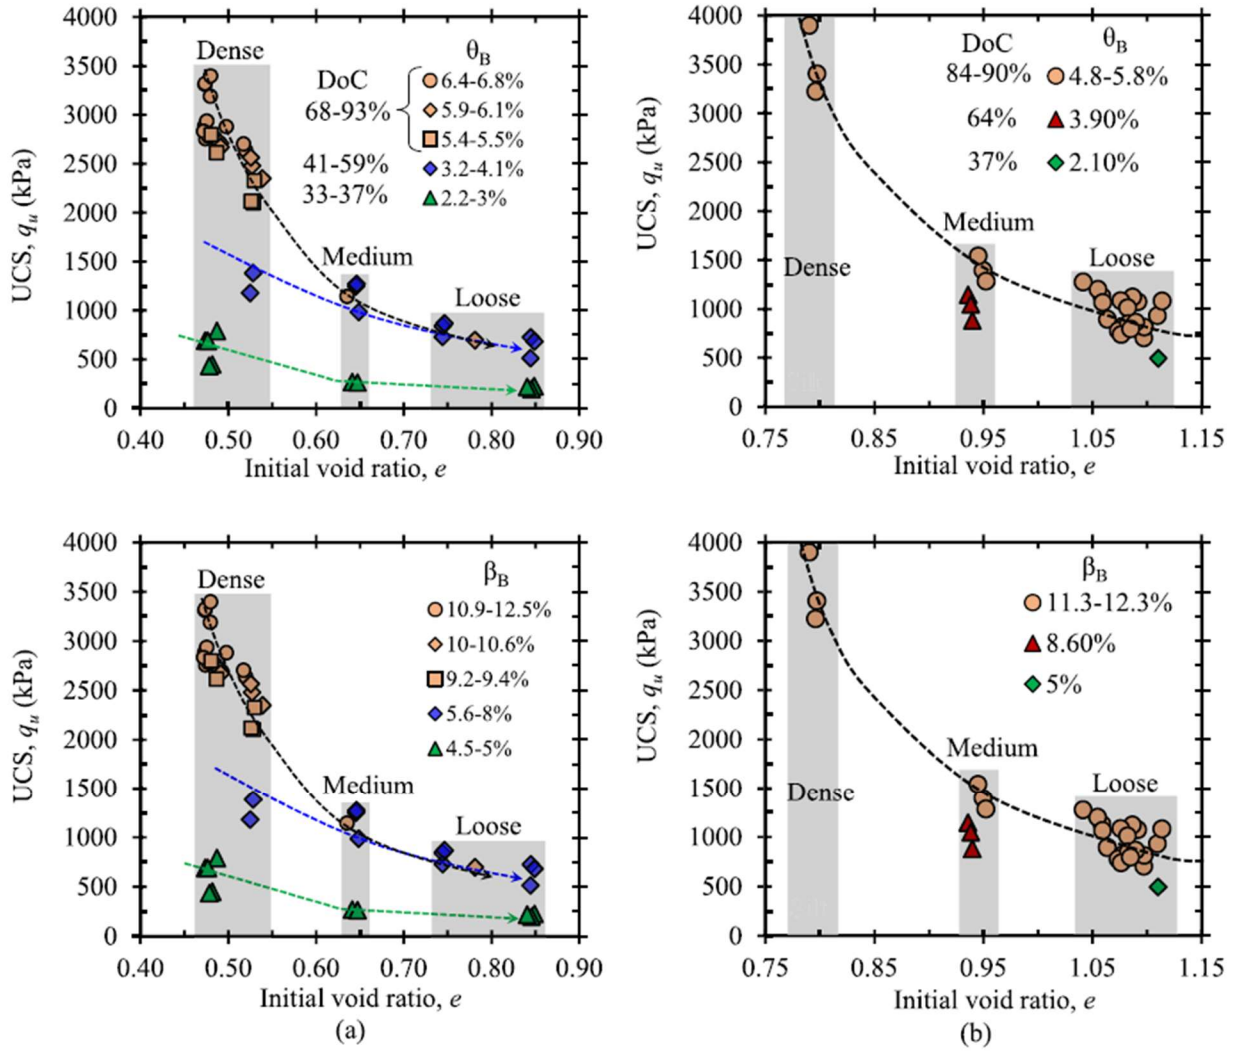 4000
3500
3000
2500
2000
1500
1000
500
0
UCS, qᵤ (kPa)
Dense
Medium
Loose
DoC
68-93%
41-59%
33-37%
θB
6.4-6.8%
5.9-6.1%
5.4-5.5%
3.2-4.1%
2.2-3%
0.40 0.50 0.60 0.70 0.80 0.90
Initial void ratio, e
4000
3500
3000
2500
2000
1500
1000
500
0
UCS, qᵤ (kPa)
Dense
Medium
Loose
DoC
84-90%
64%
37%
θB
4.8-5.8%
3.90%
2.10%
0.75 0.85 0.95 1.05 1.15
Initial void ratio, e
4000
3500
3000
2500
2000
1500
1000
500
0
UCS, qᵤ (kPa)
Dense
Medium
Loose
βB
10.9-12.5%
10-10.6%
9.2-9.4%
5.6-8%
4.5-5%
0.40 0.50 0.60 0.70 0.80 0.90
Initial void ratio, e
(a)
4000
3500
3000
2500
2000
1500
1000
500
0
UCS, qᵤ (kPa)
Dense
Medium
Loose
βB
11.3-12.3%
8.60%
5%
0.75 0.85 0.95 1.05 1.15
Initial void ratio, e
(b)